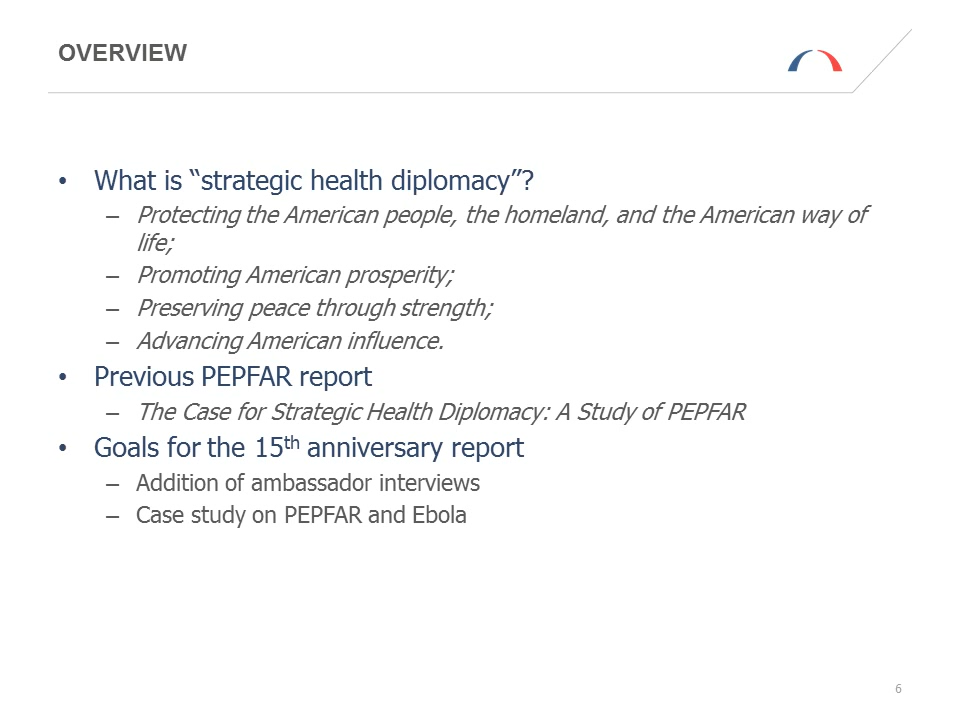 OVERVIEW
• What is “strategic health diplomacy”?
– Protecting the American people, the homeland, and the American way of
life;
– Promoting American prosperity;
– Preserving peace through strength;
– Advancing American influence.
• Previous PEPFAR report
– The Case for Strategic Health Diplomacy: A Study of PEPFAR
• Goals for the 15th anniversary report
– Addition of ambassador interviews
– Case study on PEPFAR and Ebola
6